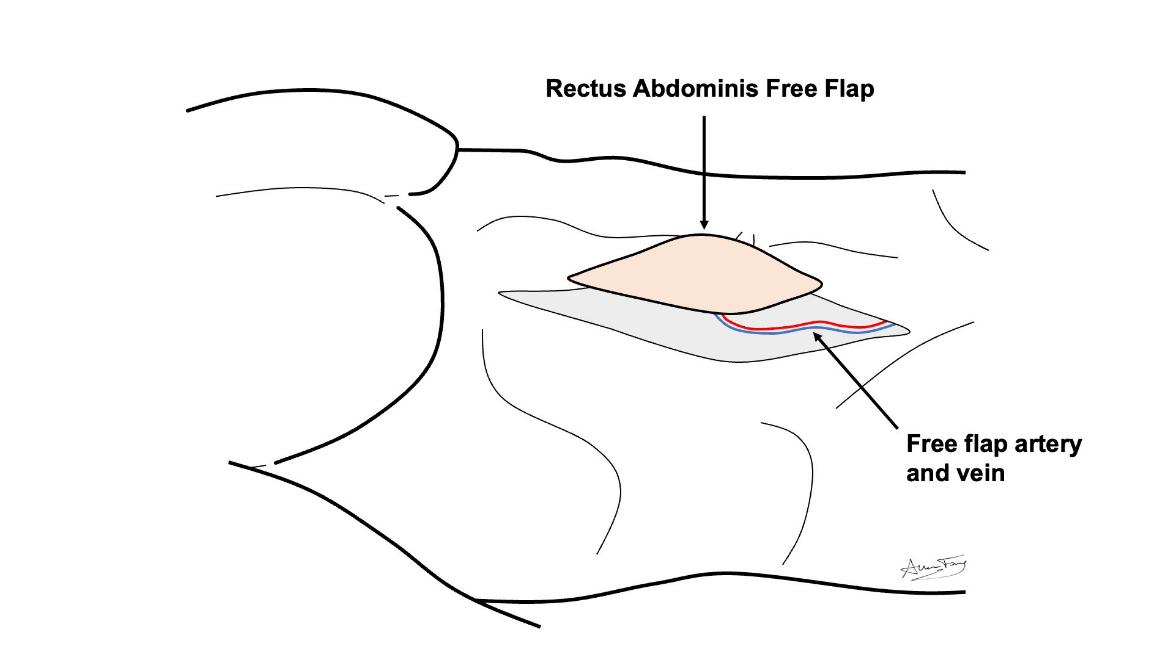 Rectus Abdominis Free Flap
Free flap artery
and vein